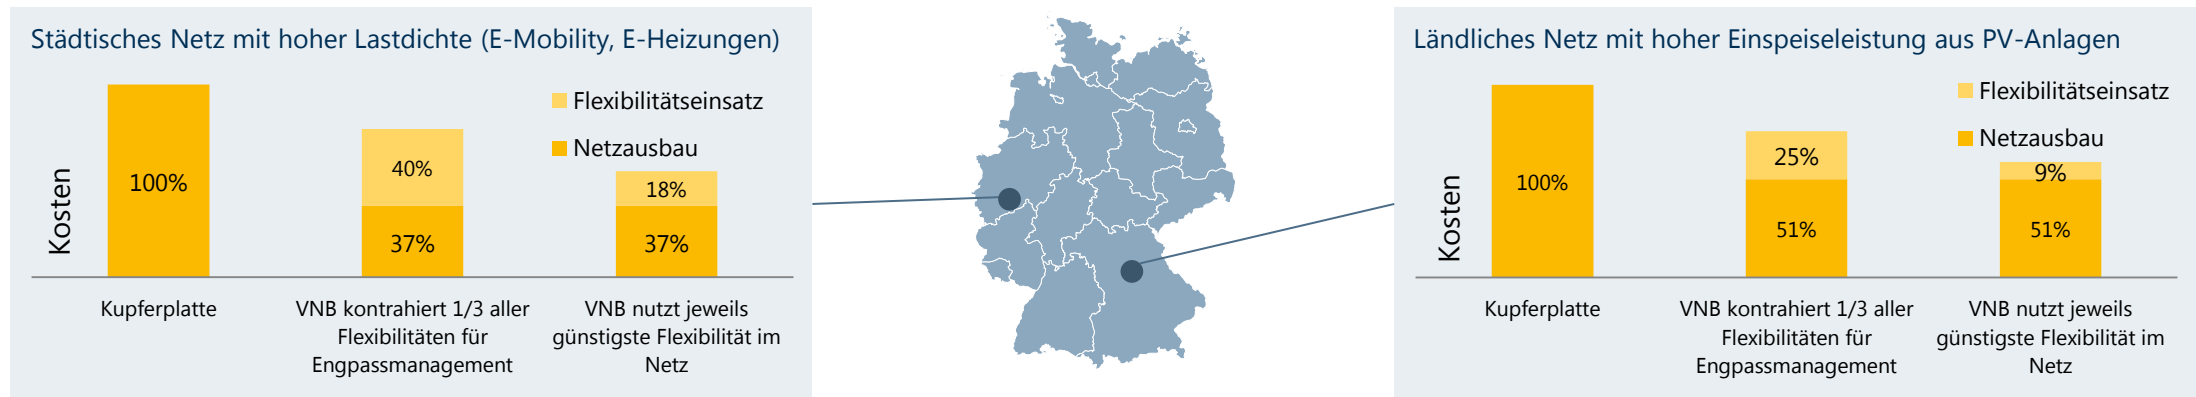 Städtisches Netz mit hoher Lastdichte (E-Mobility, E-Heizungen)
Flexibilitätseinsatz
Netzausbau
Kosten
100%
40%
37%
18%
37%
Kupferplatte
VNB kontrahiert 1/3 aller
Flexibilitäten für
Engpassmanagement
VNB nutzt jeweils
günstigste Flexibilität im
Netz
Ländliches Netz mit hoher Einspeiseleistung aus PV-Anlagen
Flexibilitätseinsatz
Netzausbau
Kosten
100%
25%
51%
9%
51%
Kupferplatte
VNB kontrahiert 1/3 aller
Flexibilitäten für
Engpassmanagement
VNB nutzt jeweils
günstigste Flexibilität im
Netz